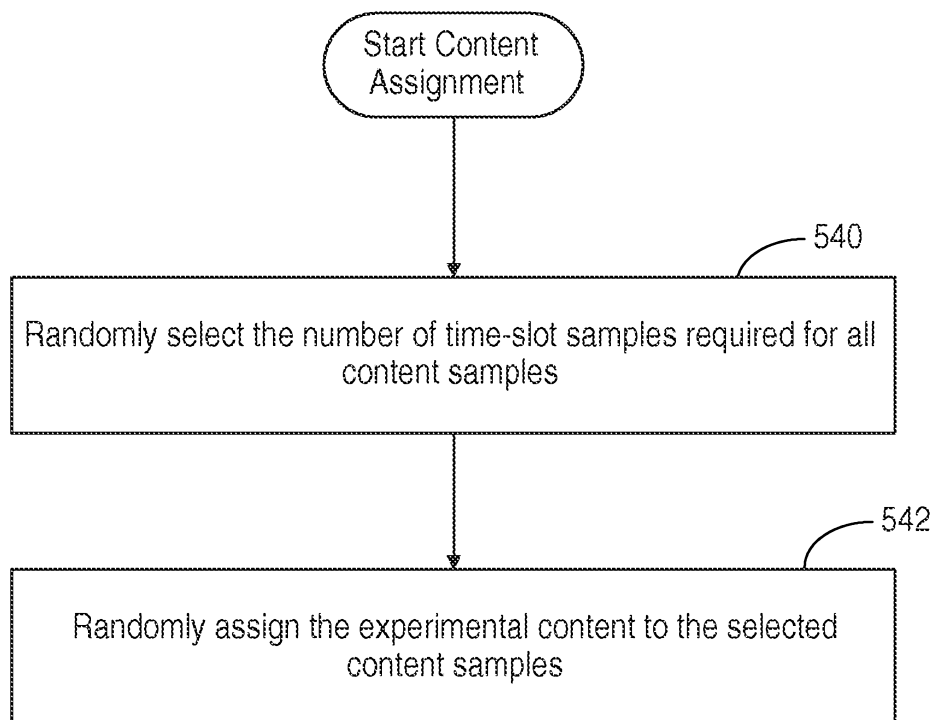 Start Content
Assignment
540
Randomly select the number of time-slot samples required for all
content samples
542
Randomly assign the experimental content to the selected
content samples